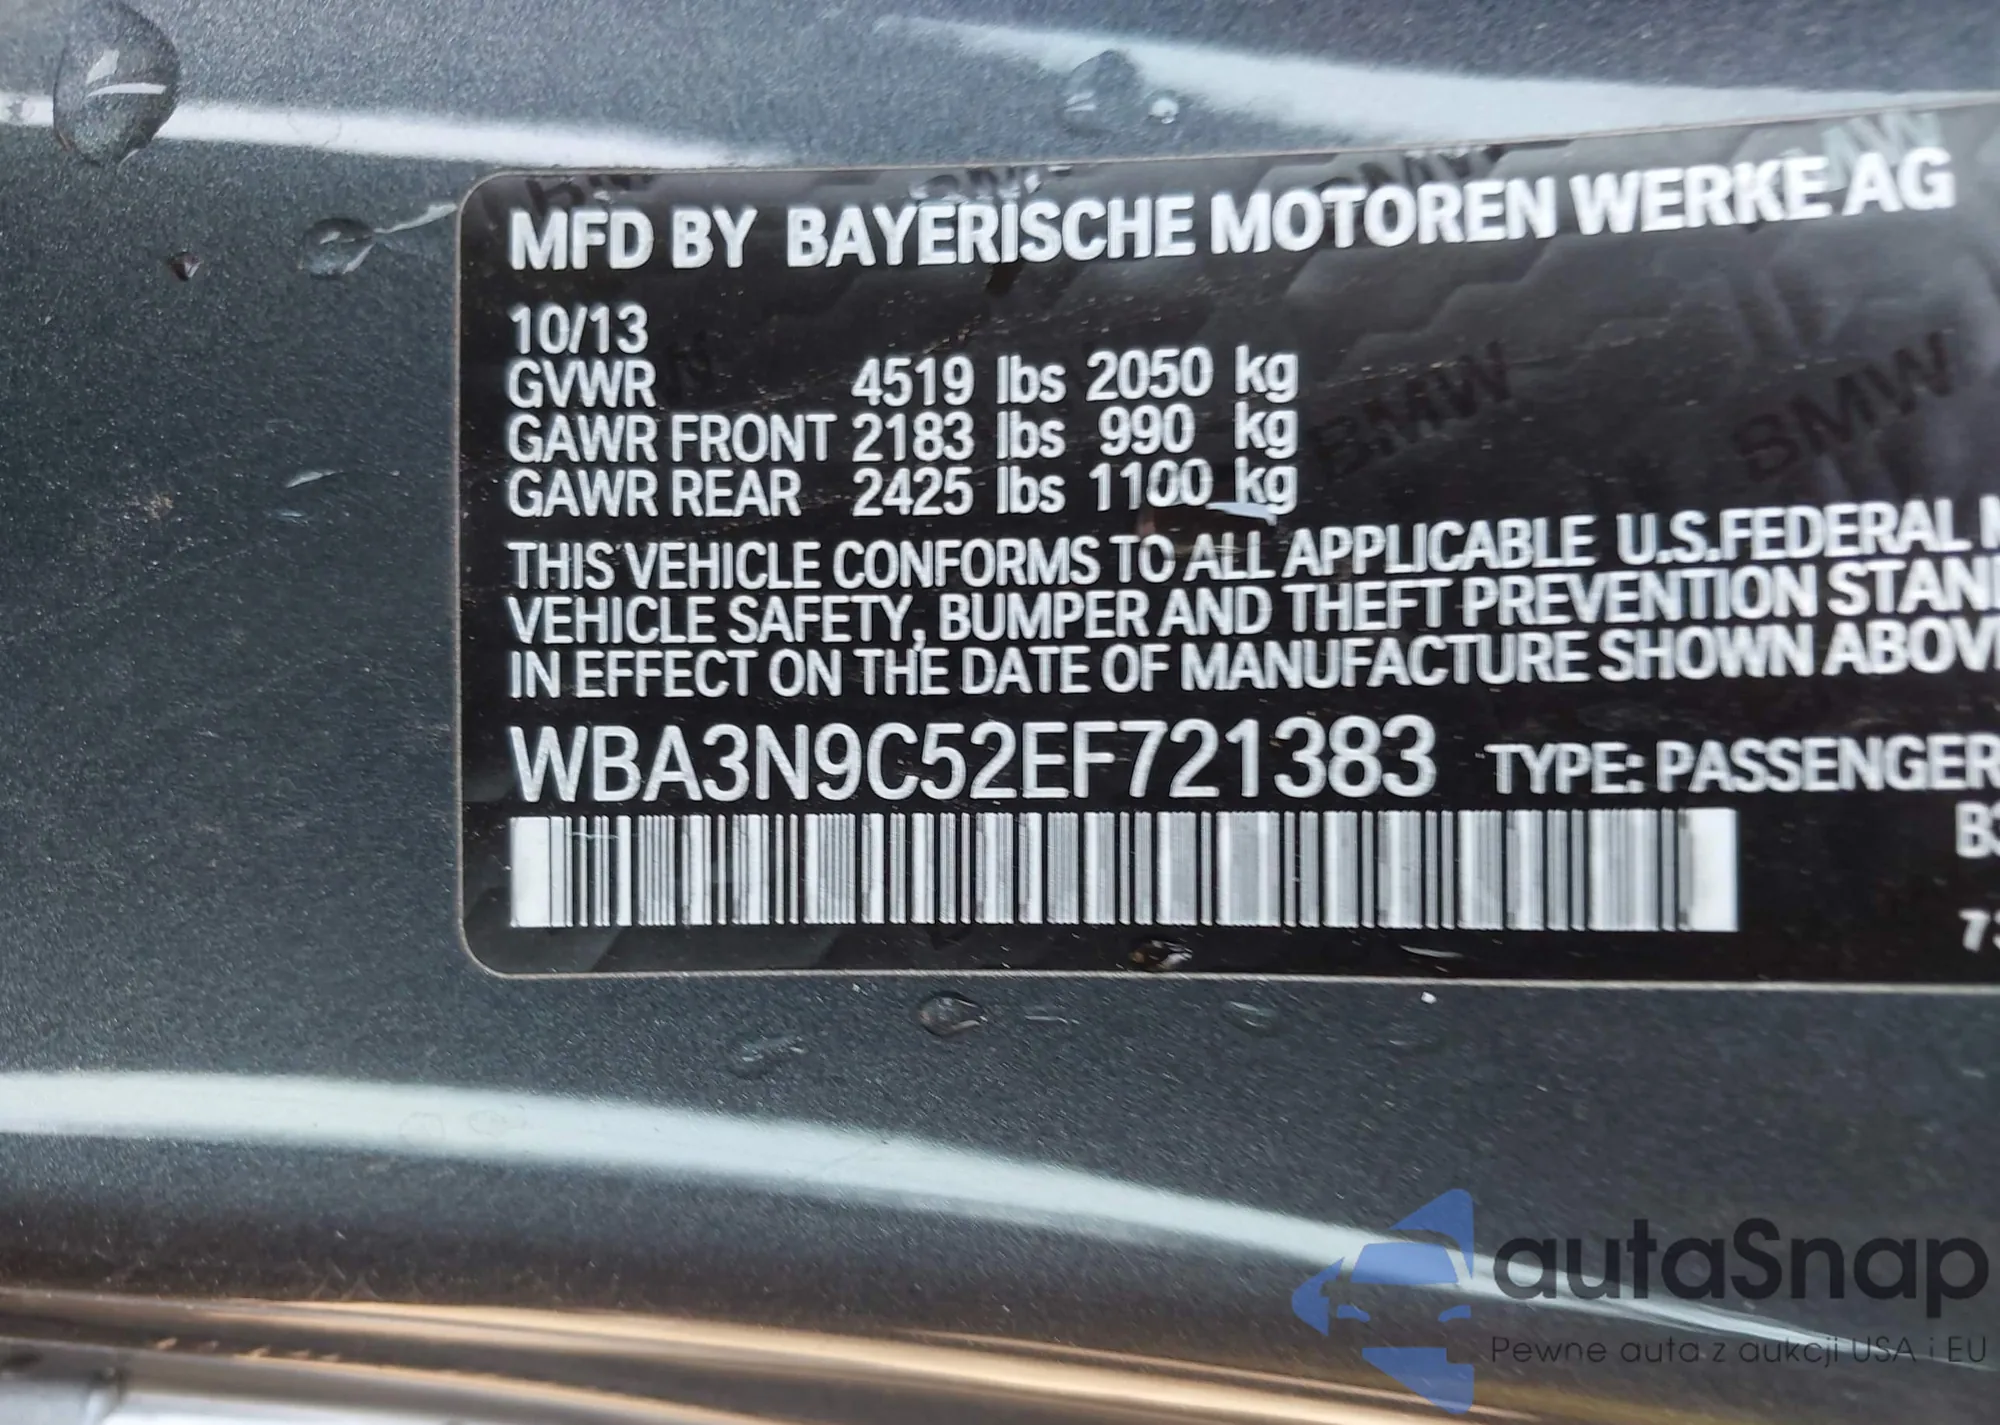 MFD BY BAYERISCHE MOTOREN WERKE AG
10/13
GVWR 4519 lbs 2050 kg
GAWR FRONT 2183 lbs 990 kg
GAWR REAR 2425 lbs 1100 kg
THIS VEHICLE CONFORMS TO ALL APPLICABLE U.S.FEDERAL
VEHICLE SAFETY, BUMPER AND THEFT PREVENTION
IN EFFECT ON THE DATE OF MANUFACTURE SHOWN
WBA3N9C52EF721383 TYPE: PASSENGER
autaSnap
Pewne auta z aukcji USA i EU